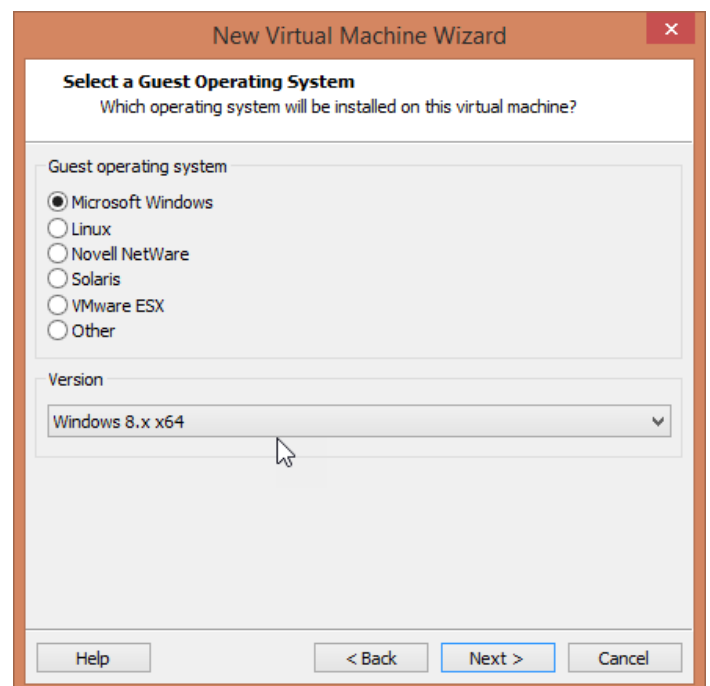 New Virtual Machine Wizard
Select a Guest Operating System
Which operating system will be installed on this virtual machine?
Guest operating system
Microsoft Windows
Linux
Novell NetWare
Solaris
VMware ESX
Other
Version
Windows 8.x x64
Help
< Back
Next >
Cancel